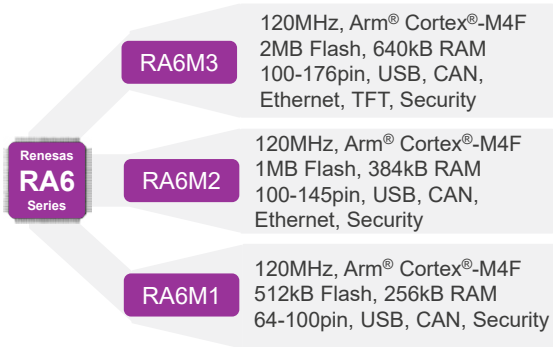 RA6M3
120MHz, Arm® Cortex®-M4F
2MB Flash, 640kB RAM
100-176pin, USB, CAN,
Ethernet, TFT, Security
Renesas
RA6
Series
RA6M2
120MHz, Arm® Cortex®-M4F
1MB Flash, 384kB RAM
100-145pin, USB, CAN,
Ethernet, Security
RA6M1
120MHz, Arm® Cortex®-M4F
512kB Flash, 256kB RAM
64-100pin, USB, CAN, Security